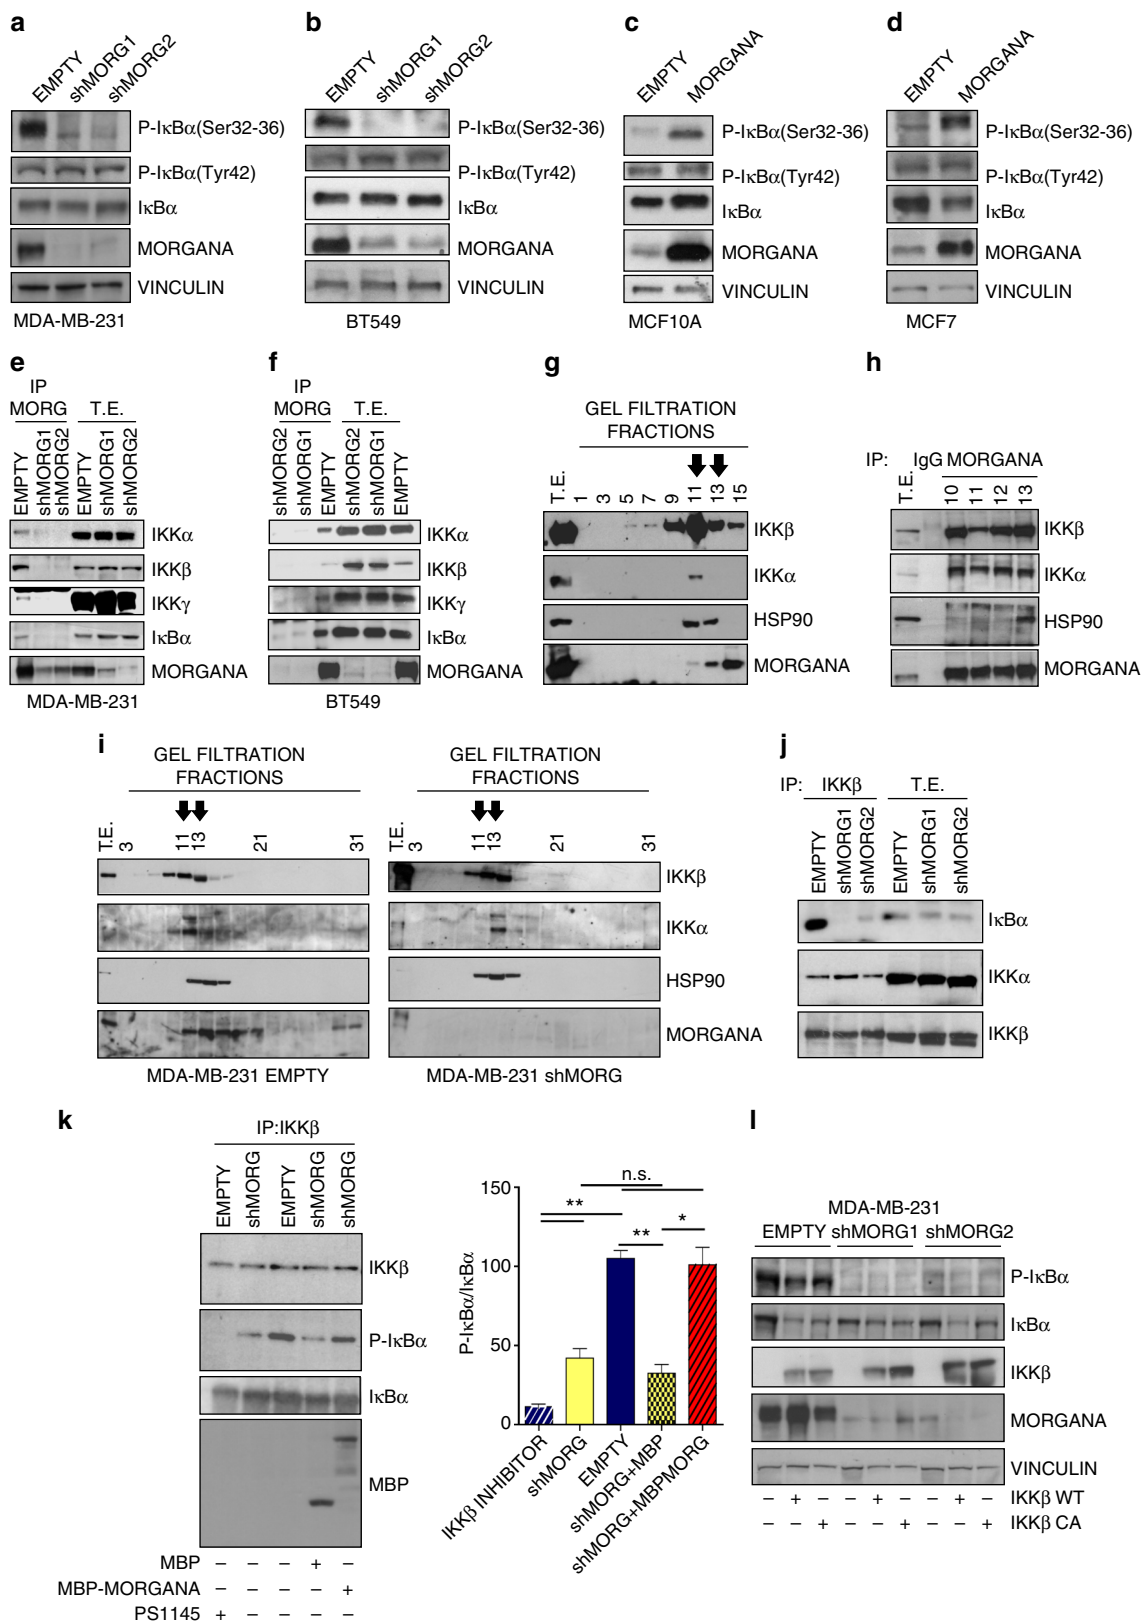 a
EMPTY
shMORG1
shMORG2
P-IκBα(Ser32-36)
P-IκBα(Tyr42)
IκBα
MORGANA
VINCULIN
MDA-MB-231
b
EMPTY
shMORG1
shMORG2
P-IκBα(Ser32-36)
P-IκBα(Tyr42)
IκBα
MORGANA
VINCULIN
BT549
c
EMPTY
MORGANA
P-IκBα(Ser32-36)
P-IκBα(Tyr42)
IκBα
MORGANA
VINCULIN
MCF10A
d
EMPTY
MORGANA
P-IκBα(Ser32-36)
P-IκBα(Tyr42)
IκBα
MORGANA
VINCULIN
MCF7
e
IP
MORG T.E.
EMPTY
shMORG1
shMORG2
EMPTY
shMORG1
shMORG2
IKKα
IKKβ
IKKγ
IκBα
MORGANA
MDA-MB-231
f
IP
MORG T.E.
shMORG2
shMORG1
EMPTY
shMORG2
shMORG1
EMPTY
IKKα
IKKβ
IKKγ
IκBα
MORGANA
BT549
g
GEL FILTRATION
FRACTIONS
T.E. 1 3 5 7 9 11 13 15
IKKβ
IKKα
HSP90
MORGANA
h
IP: IgG MORGANA
T.E. 10 11 12 13
IKKβ
IKKα
HSP90
MORGANA
i
GEL FILTRATION
FRACTIONS
T.E. 3 11 13 21 31
MDA-MB-231 EMPTY
GEL FILTRATION
FRACTIONS
T.E. 3 11 13 21 31
IKKβ
IKKα
HSP90
MORGANA
MDA-MB-231 shMORG
j
IP: IKKβ T.E.
EMPTY
shMORG1
shMORG2
EMPTY
shMORG1
shMORG2
IκBα
IKKα
IKKβ
k
IP:IKKβ
EMPTY
shMORG
EMPTY
shMORG
shMORG
IKKβ
P-IκBα
IκBα
MBP
MBP – – – + –
MBP-MORGANA – – – – +
PS1145 + – – – –
P-IκBα/IκBα
150
100
50
0
n.s.
**
*
**
IKKβ INHIBITOR
shMORG
EMPTY
shMORG+MBP
shMORG+MBPMORG
l
MDA-MB-231
EMPTY shMORG1 shMORG2
P-IκBα
IκBα
IKKβ
MORGANA
VINCULIN
– + – – + – – + – IKKβ WT
– – + – – + – – + IKKβ CA